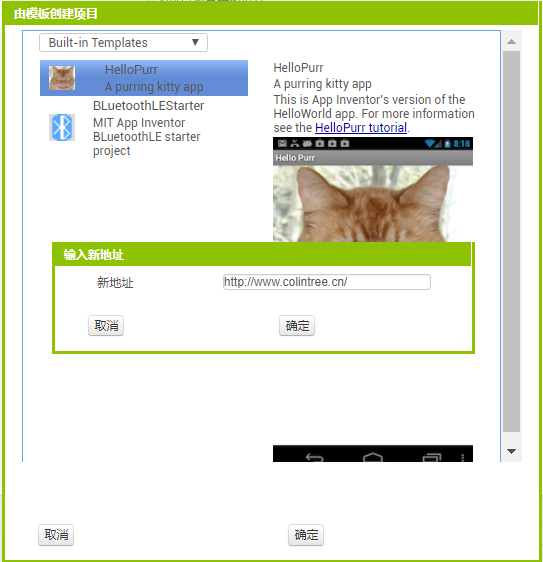 由模板创建项目
Built-in Templates
HelloPurr
A purring kitty app
BLuetoothLEStarter
MIT App Inventor
BLuetoothLE starter
project
HelloPurr
A purring kitty app
This is App Inventor's version of the
HelloWorld app. For more information
see the HelloPurr tutorial.
8:18
Hello Purr
输入新地址
新地址
http://www.colintree.cn/
取消
确定
取消
确定